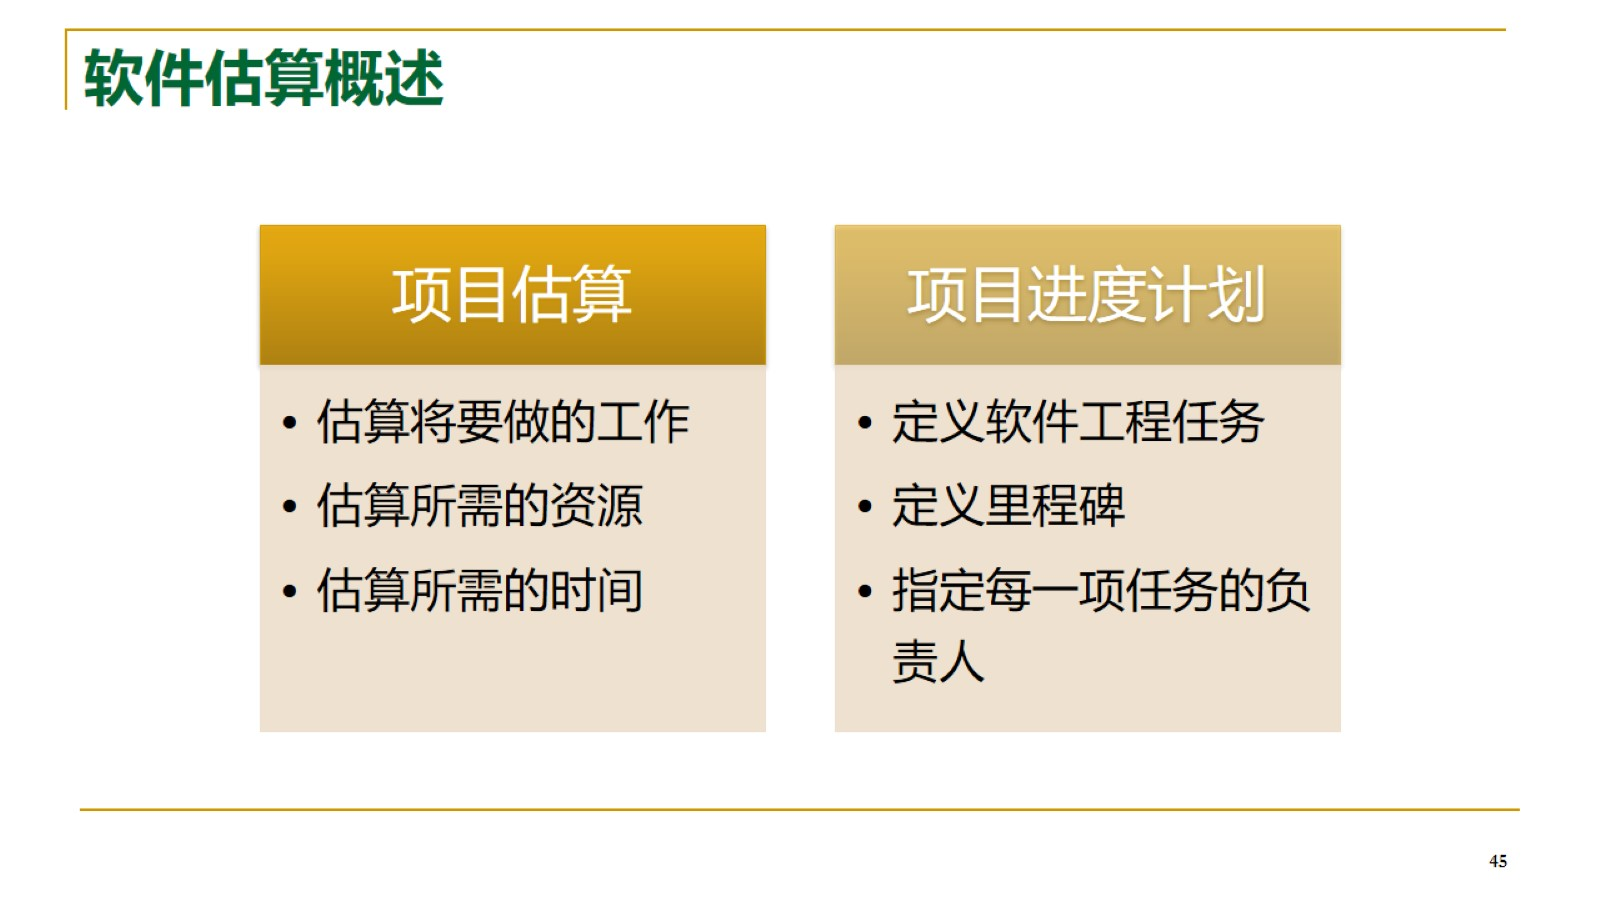 软件估算概述
项目估算
• 估算将要做的工作
• 估算所需的资源
• 估算所需的时间
项目进度计划
• 定义软件工程任务
• 定义里程碑
• 指定每一项任务的负
责人
45